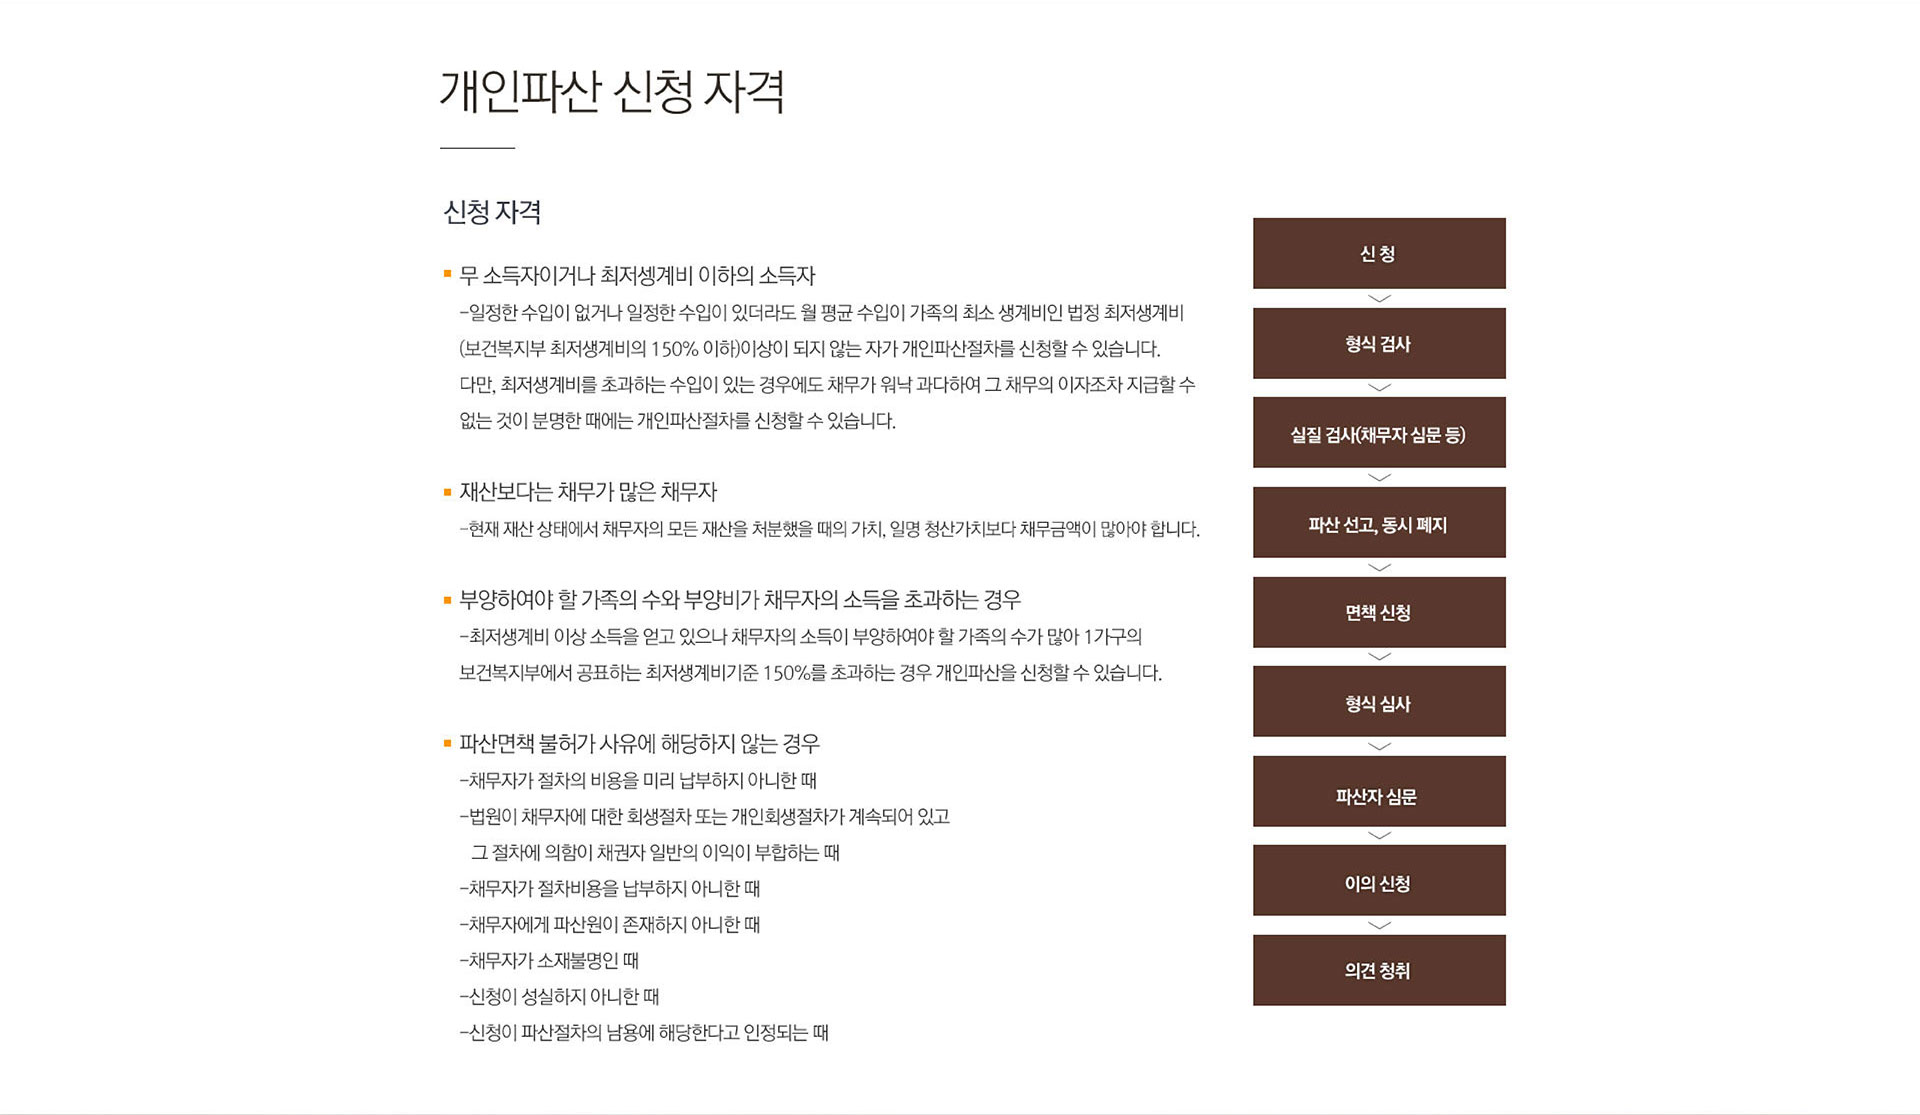 개인파산 신청 자격
신청 자격
무 소득자이거나 최저셍계비 이하의 소득자
-일정한 수입이 없거나 일정한 수입이 있더라도 월 평균 수입이 가족의 최소 생계비인 법정 최저생계비
(보건복지부 최저생계비의 150% 이하)이상이 되지 않는 자가 개인파산절차를 신청할 수 있습니다.
다만, 최저생계비를 초과하는 수입이 있는 경우에도 채무가 워낙 과다하여 그 채무의 이자조차 지급할 수
없는 것이 분명한 때에는 개인파산절차를 신청할 수 있습니다.
재산보다는 채무가 많은 채무자
-현재 재산 상태에서 채무자의 모든 재산을 처분했을 때의 가치, 일명 청산가치보다 채무금액이 많아야 합니다.
부양하여야 할 가족의 수와 부양비가 채무자의 소득을 초과하는 경우
-최저생계비 이상 소득을 얻고 있으나 채무자의 소득이 부양하여야 할 가족의 수가 많아 1가구의
보건복지부에서 공표하는 최저생계비기준 150%를 초과하는 경우 개인파산을 신청할 수 있습니다.
파산면책 불허가 사유에 해당하지 않는 경우
-채무자가 절차의 비용을 미리 납부하지 아니한 때
-법원이 채무자에 대한 회생절차 또는 개인회생절차가 계속되어 있고
그 절차에 의함이 채권자 일반의 이익이 부합하는 때
-채무자가 절차비용을 납부하지 아니한 때
-채무자에게 파산원이 존재하지 아니한 때
-채무자가 소재불명인 때
-신청이 성실하지 아니한 때
-신청이 파산절차의 남용에 해당한다고 인정되는 때
신 청
형식 검사
실질 검사(채무자 심문 등)
파산 선고, 동시 폐지
면책 신청
형식 심사
파산자 심문
이의 신청
의견 청취